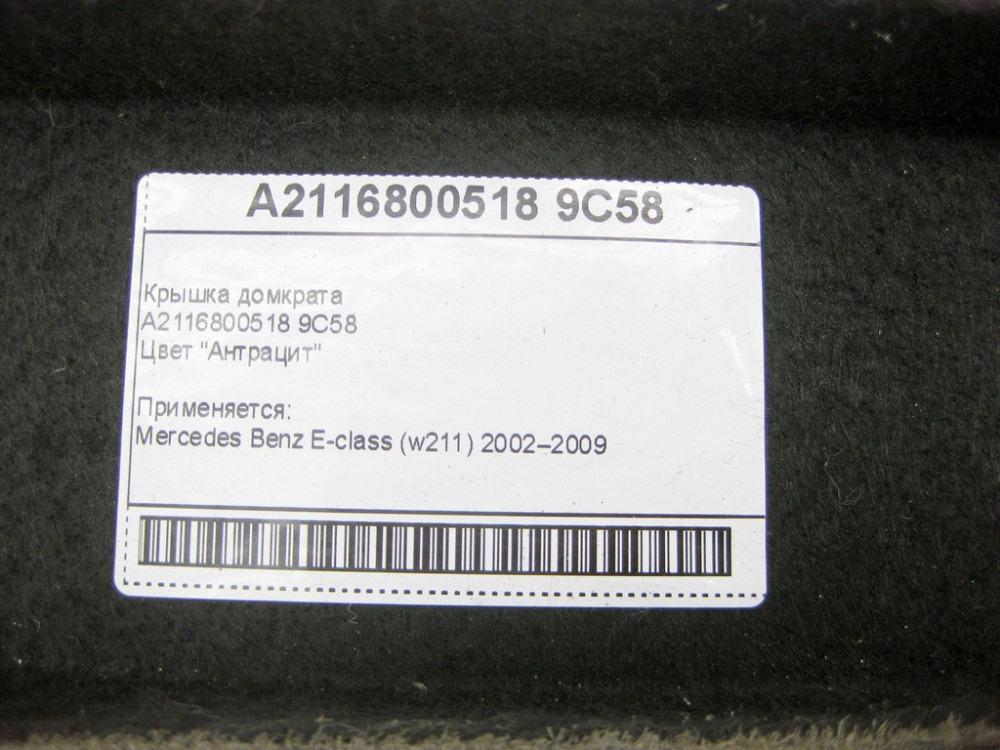 A2116800518 9C58
Крышка домкрата
A2116800518 9C58
Цвет "Антрацит"
Применяется:
Mercedes Benz E-class (w211) 2002–2009